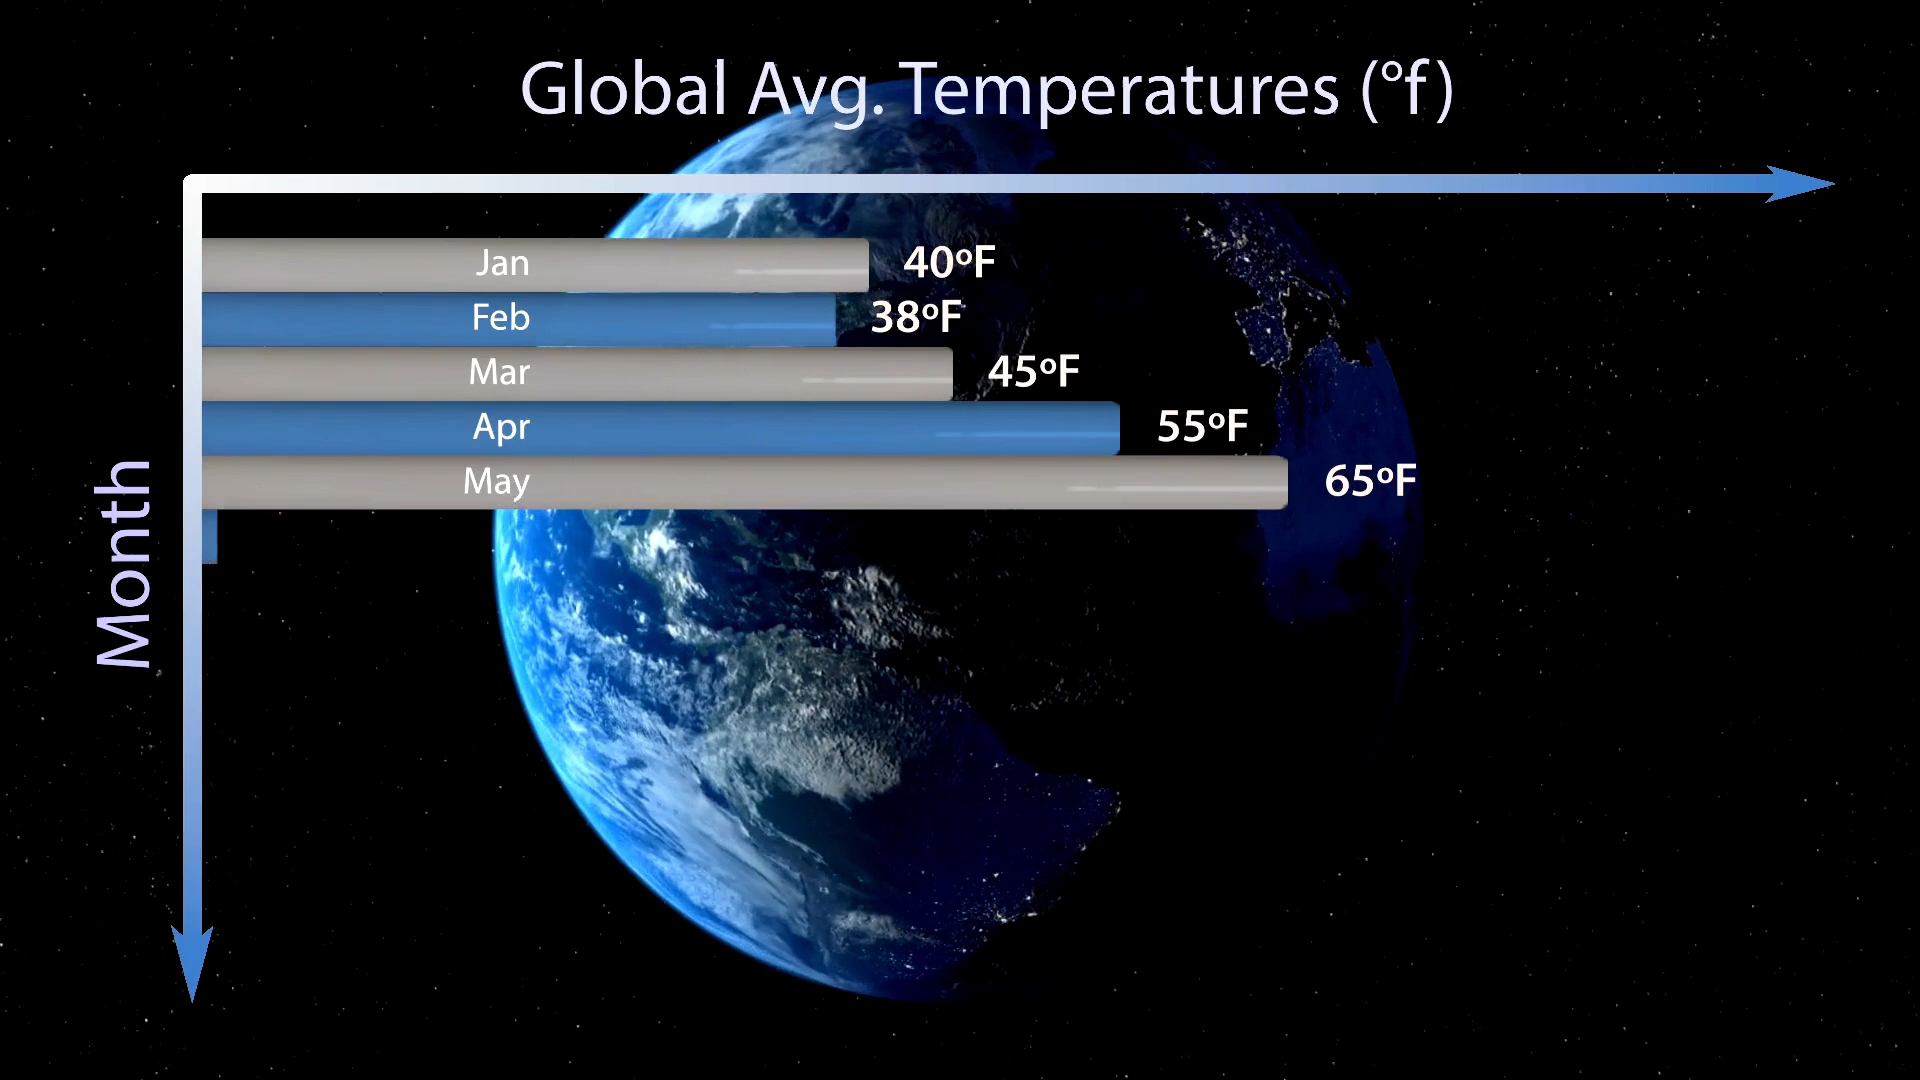 Global Avg. Temperatures (°f)
Month
Jan 40ºF
Feb 38ºF
Mar 45ºF
Apr 55ºF
May 65ºF